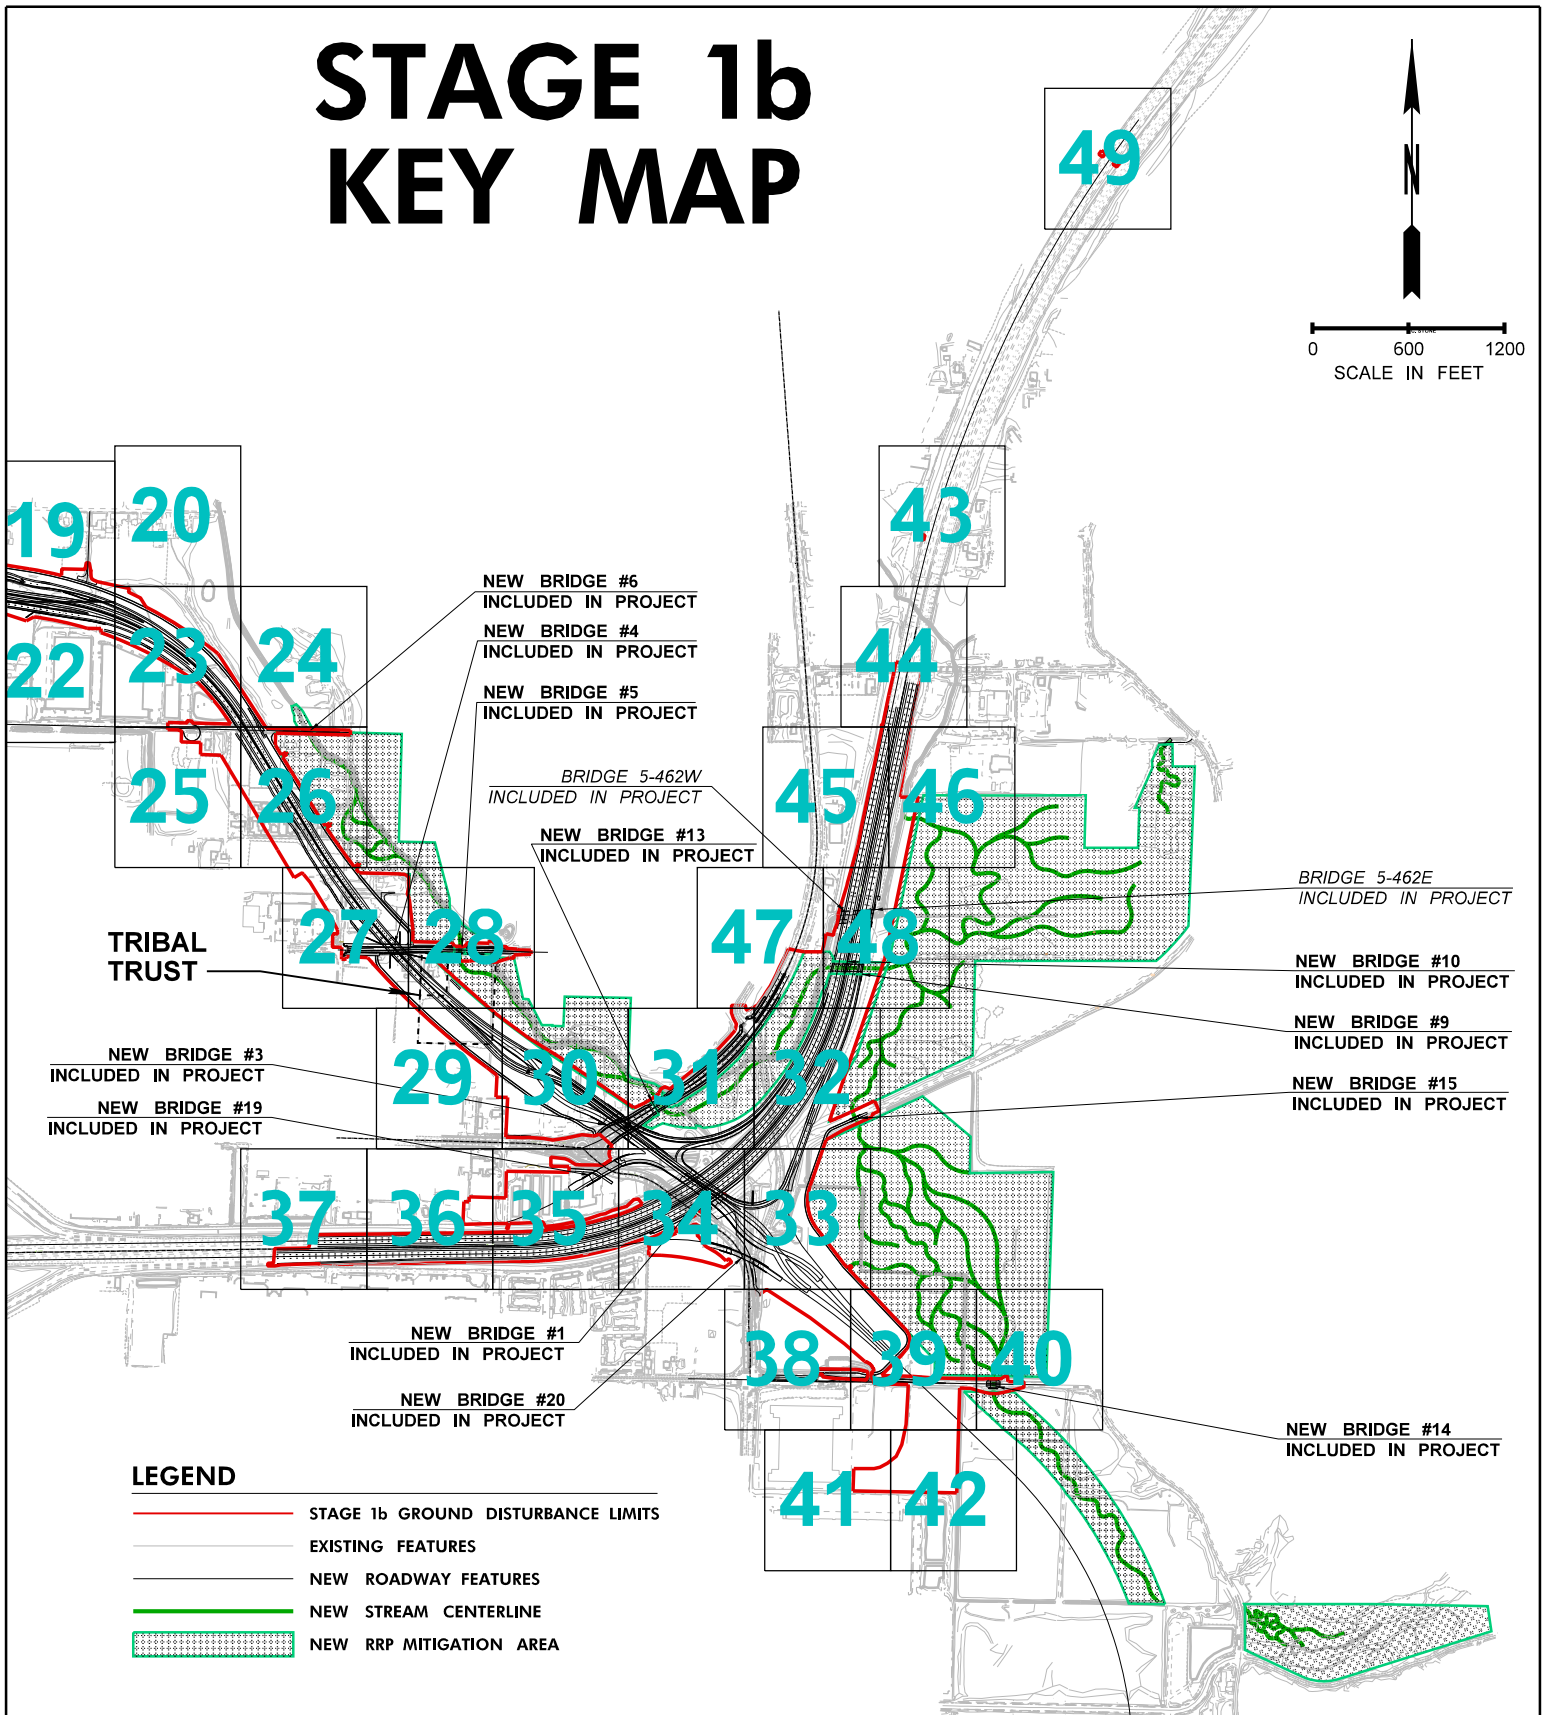 STAGE 1b
KEY MAP
49
N
0 600 1200
SCALE IN FEET
43
19
20
NEW BRIDGE #6
INCLUDED IN PROJECT
NEW BRIDGE #4
INCLUDED IN PROJECT
22
23
24
44
NEW BRIDGE #5
INCLUDED IN PROJECT
BRIDGE 5-462W
INCLUDED IN PROJECT
25
26
45
46
NEW BRIDGE #13
INCLUDED IN PROJECT
BRIDGE 5-462E
INCLUDED IN PROJECT
27
28
47
48
TRIBAL
TRUST
NEW BRIDGE #10
INCLUDED IN PROJECT
NEW BRIDGE #9
INCLUDED IN PROJECT
NEW BRIDGE #3
INCLUDED IN PROJECT
29
30
31
32
NEW BRIDGE #15
INCLUDED IN PROJECT
NEW BRIDGE #19
INCLUDED IN PROJECT
37
36
35
34
33
NEW BRIDGE #1
INCLUDED IN PROJECT
38
39
40
NEW BRIDGE #20
INCLUDED IN PROJECT
NEW BRIDGE #14
INCLUDED IN PROJECT
41
42
LEGEND
STAGE 1b GROUND DISTURBANCE LIMITS
EXISTING FEATURES
NEW ROADWAY FEATURES
NEW STREAM CENTERLINE
NEW RRP MITIGATION AREA